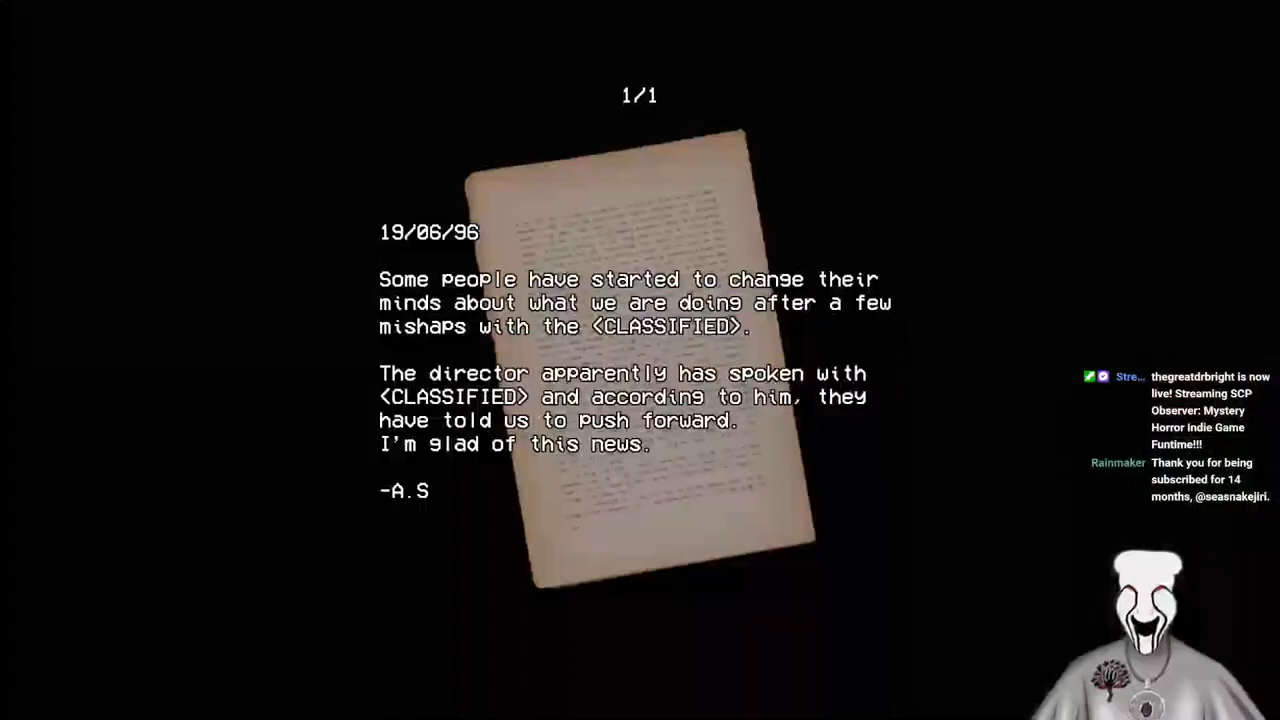 1/1
19/06/96
Some people have started to change their
minds about what we are doing after a few
mishaps with the <CLASSIFIED>.
The director apparently has spoken with
<CLASSIFIED> and according to him, they
have told us to push forward.
I'm glad of this news.
-A.S
Stre... thegreatdrbright is now
live! Streaming SCP
Observer: Mystery
Horror Indie Game
Funtime!!!
Rainmaker Thank you for being
subscribed for 14
months, @seasnakejiri.